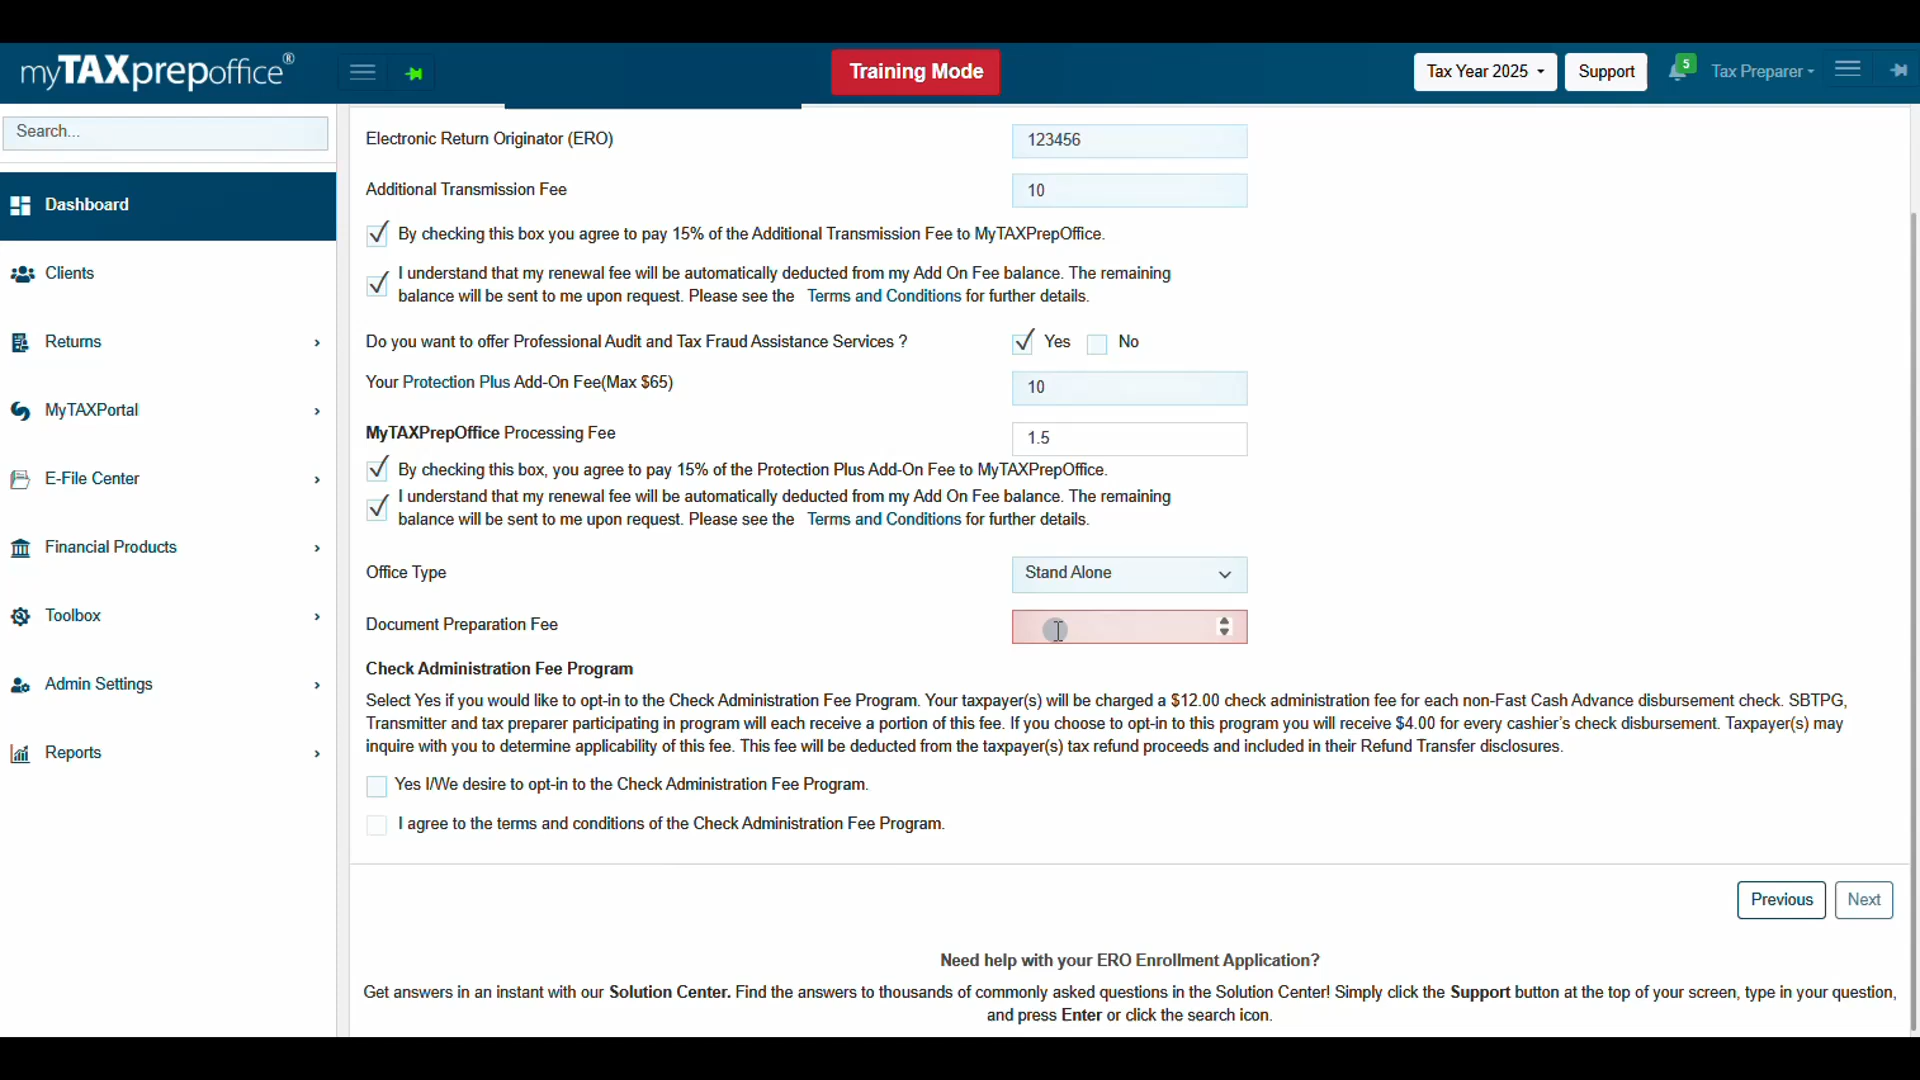 myTAXprepoffice®
Training Mode
Tax Year 2025
Support
5
Tax Preparer
Search...
Dashboard
Clients
Returns
MyTAXPortal
E-File Center
Financial Products
Toolbox
Admin Settings
Reports
Electronic Return Originator (ERO)
123456
Additional Transmission Fee
10
By checking this box you agree to pay 15% of the Additional Transmission Fee to MyTAXPrepOffice.
I understand that my renewal fee will be automatically deducted from my Add On Fee balance. The remaining
balance will be sent to me upon request. Please see the Terms and Conditions for further details.
Do you want to offer Professional Audit and Tax Fraud Assistance Services ?
Yes
No
Your Protection Plus Add-On Fee(Max $65)
10
MyTAXPrepOffice Processing Fee
1.5
By checking this box, you agree to pay 15% of the Protection Plus Add-On Fee to MyTAXPrepOffice.
I understand that my renewal fee will be automatically deducted from my Add On Fee balance. The remaining
balance will be sent to me upon request. Please see the Terms and Conditions for further details.
Office Type
Stand Alone
Document Preparation Fee
Check Administration Fee Program
Select Yes if you would like to opt-in to the Check Administration Fee Program. Your taxpayer(s) will be charged a $12.00 check administration fee for each non-Fast Cash Advance disbursement check. SBTPG,
Transmitter and tax preparer participating in program will each receive a portion of this fee. If you choose to opt-in to this program you will receive $4.00 for every cashier's check disbursement. Taxpayer(s) may
inquire with you to determine applicability of this fee. This fee will be deducted from the taxpayer(s) tax refund proceeds and included in their Refund Transfer disclosures.
Yes I/We desire to opt-in to the Check Administration Fee Program.
I agree to the terms and conditions of the Check Administration Fee Program.
Previous
Next
Need help with your ERO Enrollment Application?
Get answers in an instant with our Solution Center. Find the answers to thousands of commonly asked questions in the Solution Center! Simply click the Support button at the top of your screen, type in your question,
and press Enter or click the search icon.